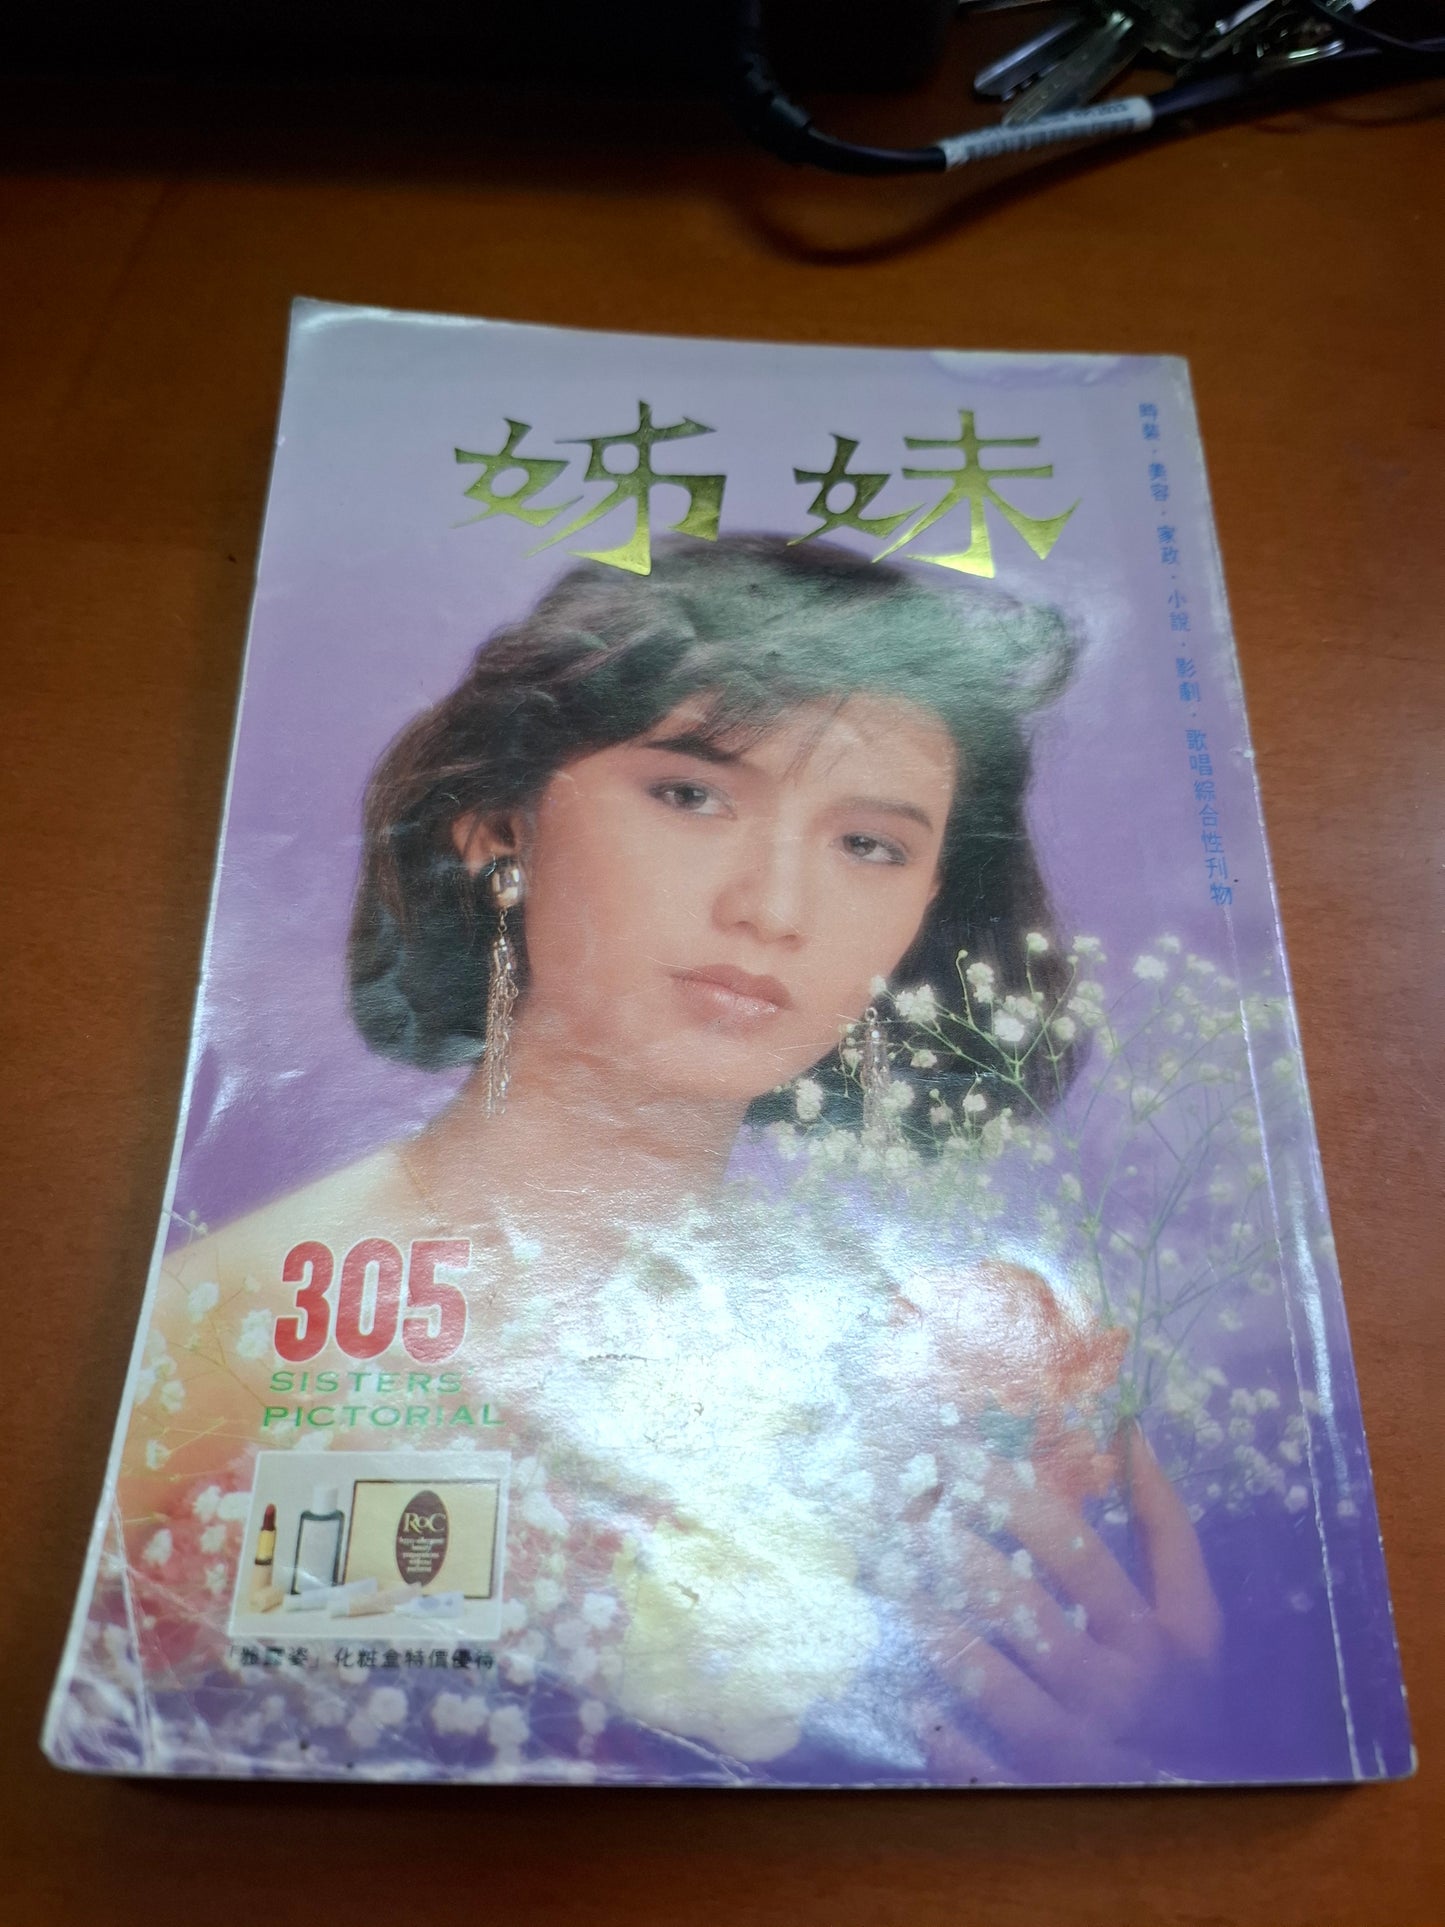 姊妹
時裝．美容．家政．小說．影劇．歌唱綜合性刊物
305
SISTERS
PICTORIAL
RoC
「雅露姿」化粧盒特價優待